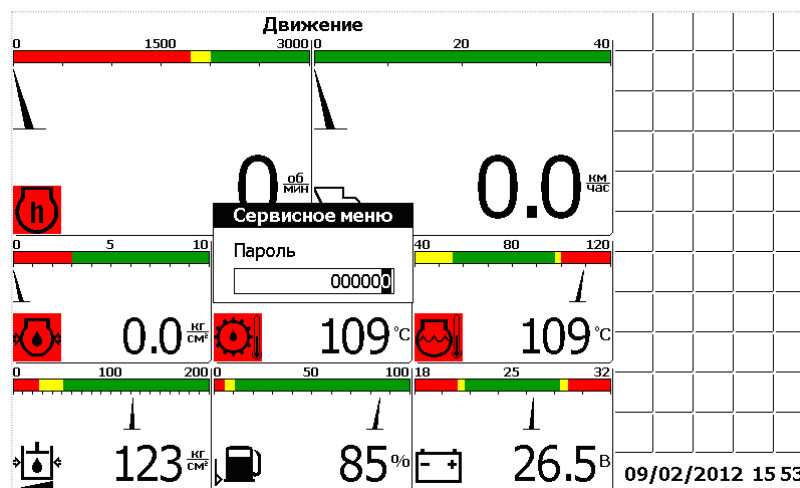 Движение
0 1500 3000
0 20 40
0 об/мин
0.0 км/час
h
Сервисное меню
Пароль
000000
0 5 10
40 80 120
0.0 кг/см²
109 °C
109 °C
0 100 200
0 50 100
18 25 32
123 кг/см²
85 %
- +
26.5 В
09/02/2012 15 53